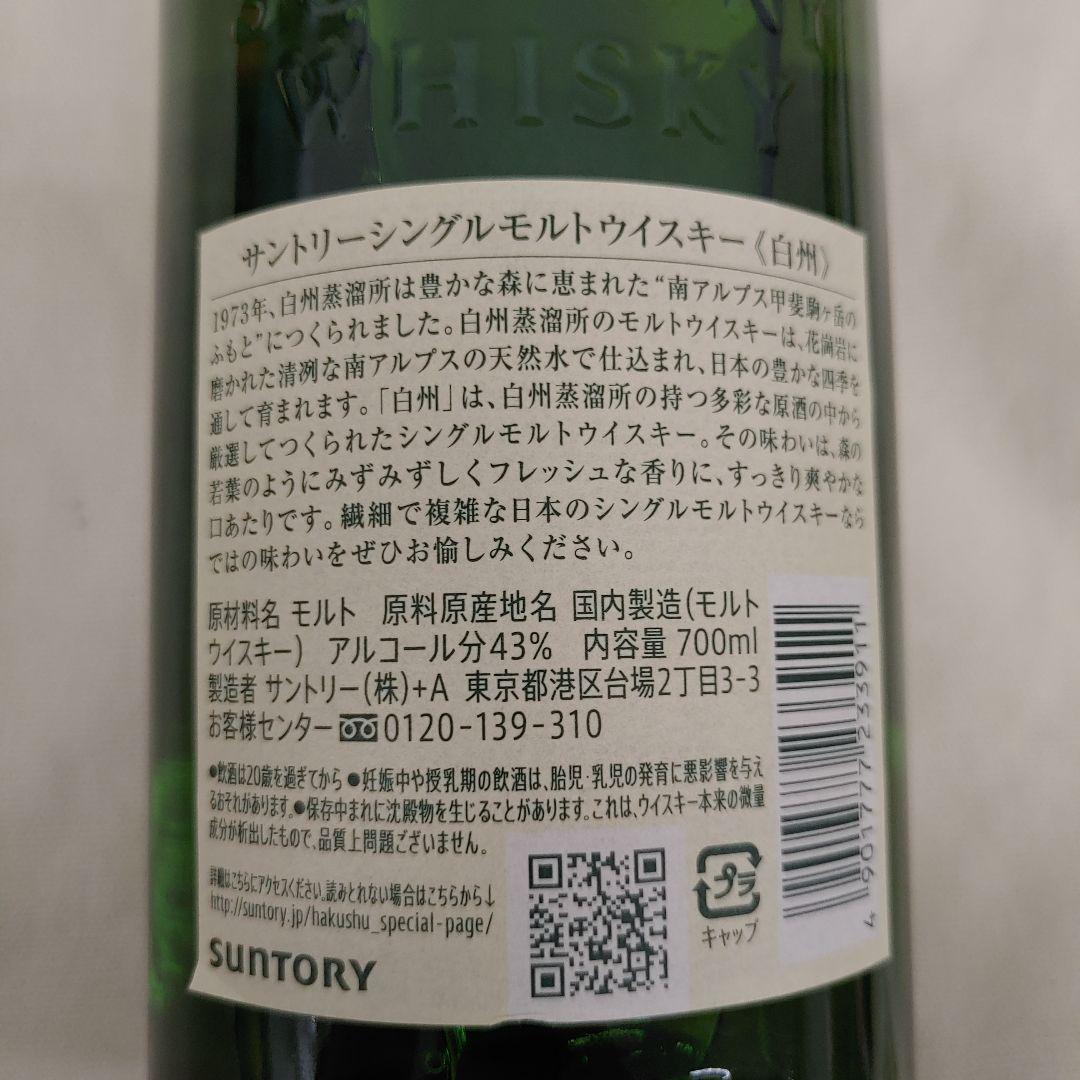 WHISKY
サントリーシングルモルトウイスキー《白州》
1973年、白州蒸溜所は豊かな森に恵まれた“南アルプス甲斐駒ヶ岳の
ふもと”につくられました。白州蒸溜所のモルトウイスキーは、花崗岩に
磨かれた清冽な南アルプスの天然水で仕込まれ、日本の豊かな四季を
通して育まれます。「白州」は、白州蒸溜所の持つ多彩な原酒の中から
厳選してつくられたシングルモルトウイスキー。その味わいは、森の
若葉のようにみずみずしくフレッシュな香りに、すっきり爽やかな
口あたりです。繊細で複雑な日本のシングルモルトウイスキーなら
ではの味わいをぜひお愉しみください。
原材料名 モルト 原料原産地名 国内製造(モルト
ウイスキー) アルコール分43% 内容量 700ml
製造者 サントリー(株)+A 東京都港区台場2丁目3-3
お客様センター 0120-139-310
●飲酒は20歳を過ぎてから ●妊娠中や授乳期の飲酒は、胎児・乳児の発育に悪影響を与え
るおそれがあります。●保存中まれに沈殿物を生じることがあります。これは、ウイスキー本来の微量
成分が析出したもので、品質上問題ございません。
詳細はこちらにアクセスください。読みとれない場合はこちらから↓
http://suntory.jp/hakushu_special-page/
SUNTORY
プラ
キャップ
4 901777 233911